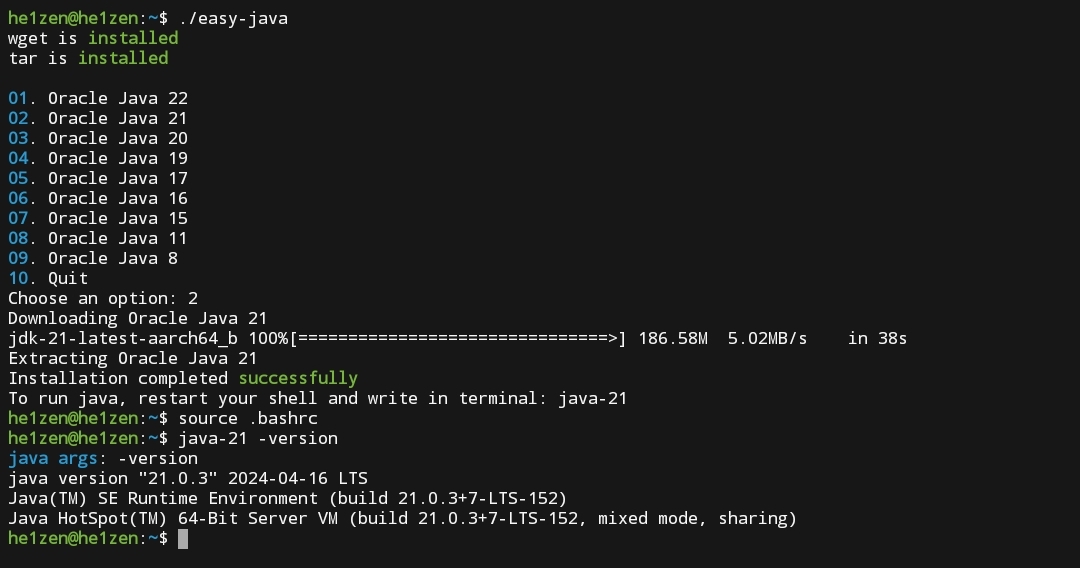 he1zen@he1zen:~$ ./easy-java
wget is installed
tar is installed
01. Oracle Java 22
02. Oracle Java 21
03. Oracle Java 20
04. Oracle Java 19
05. Oracle Java 17
06. Oracle Java 16
07. Oracle Java 15
08. Oracle Java 11
09. Oracle Java 8
10. Quit
Choose an option: 2
Downloading Oracle Java 21
jdk-21-latest-aarch64_b 100%[===============================>] 186.58M  5.02MB/s    in 38s
Extracting Oracle Java 21
Installation completed successfully
To run java, restart your shell and write in terminal: java-21
he1zen@he1zen:~$ source .bashrc
he1zen@he1zen:~$ java-21 -version
java args: -version
java version "21.0.3" 2024-04-16 LTS
Java(TM) SE Runtime Environment (build 21.0.3+7-LTS-152)
Java HotSpot(TM) 64-Bit Server VM (build 21.0.3+7-LTS-152, mixed mode, sharing)
he1zen@he1zen:~$